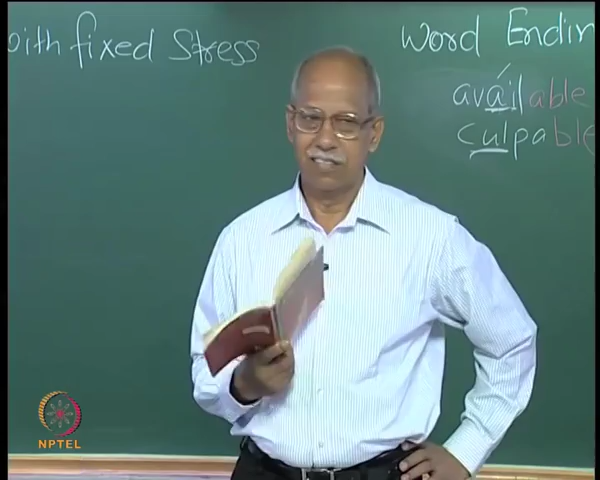 with fixed Stress
Word Endin
available
culpable
NPTEL